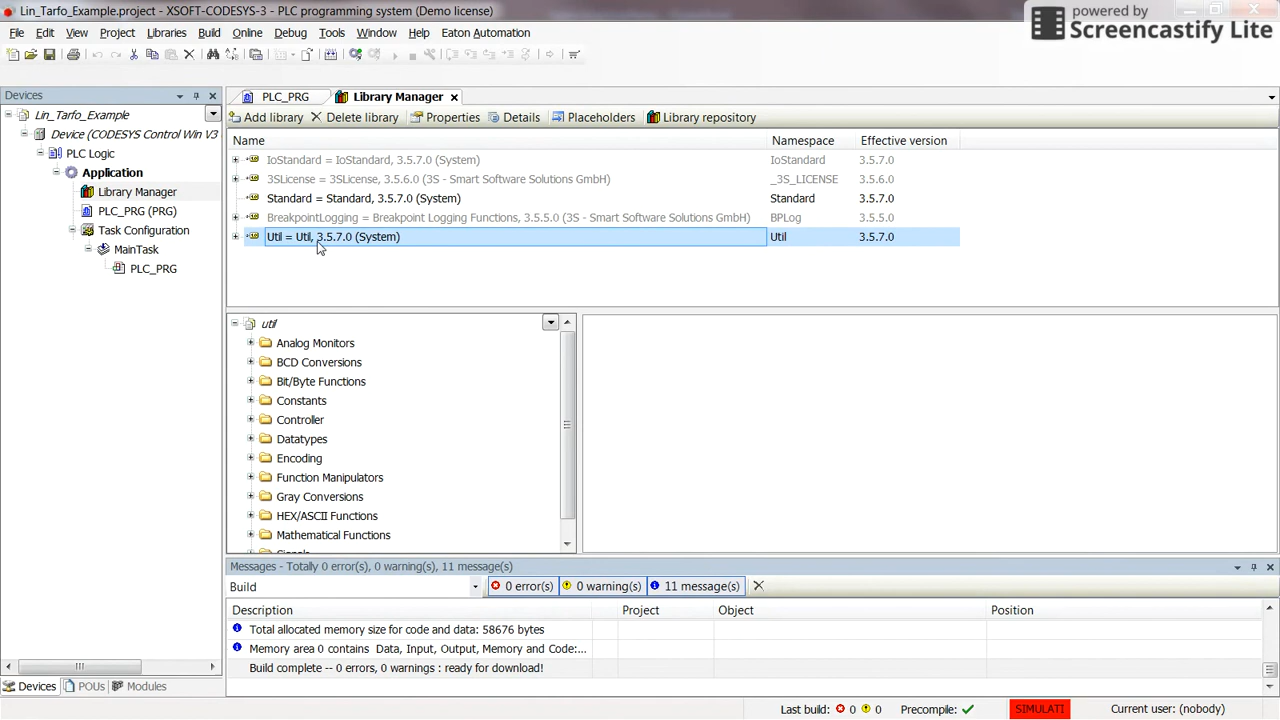 Lin_Tarfo_Example.project - XSOFT-CODESYS-3 - PLC programming system (Demo license)
powered by
Screencastify Lite
File Edit View Project Libraries Build Online Debug Tools Window Help Eaton Automation
Devices
PLC_PRG
Library Manager
Lin_Tarfo_Example
Device (CODESYS Control Win V3
PLC Logic
Application
Library Manager
PLC_PRG (PRG)
Task Configuration
MainTask
PLC_PRG
Add library Delete library Properties Details Placeholders Library repository
Name Namespace Effective version
IoStandard = IoStandard, 3.5.7.0 (System) IoStandard 3.5.7.0
3SLicense = 3SLicense, 3.5.6.0 (3S - Smart Software Solutions GmbH) _3S_LICENSE 3.5.6.0
Standard = Standard, 3.5.7.0 (System) Standard 3.5.7.0
BreakpointLogging = Breakpoint Logging Functions, 3.5.5.0 (3S - Smart Software Solutions GmbH) BPLog 3.5.5.0
Util = Util, 3.5.7.0 (System) Util 3.5.7.0
util
Analog Monitors
BCD Conversions
Bit/Byte Functions
Constants
Controller
Datatypes
Encoding
Function Manipulators
Gray Conversions
HEX/ASCII Functions
Mathematical Functions
Messages - Totally 0 error(s), 0 warning(s), 11 message(s)
Build 0 error(s) 0 warning(s) 11 message(s)
Description Project Object Position
Total allocated memory size for code and data: 58676 bytes
Memory area 0 contains Data, Input, Output, Memory and Code:...
Build complete -- 0 errors, 0 warnings : ready for download!
Devices POUs Modules
Last build: 0 0 Precompile: SIMULATI Current user: (nobody)